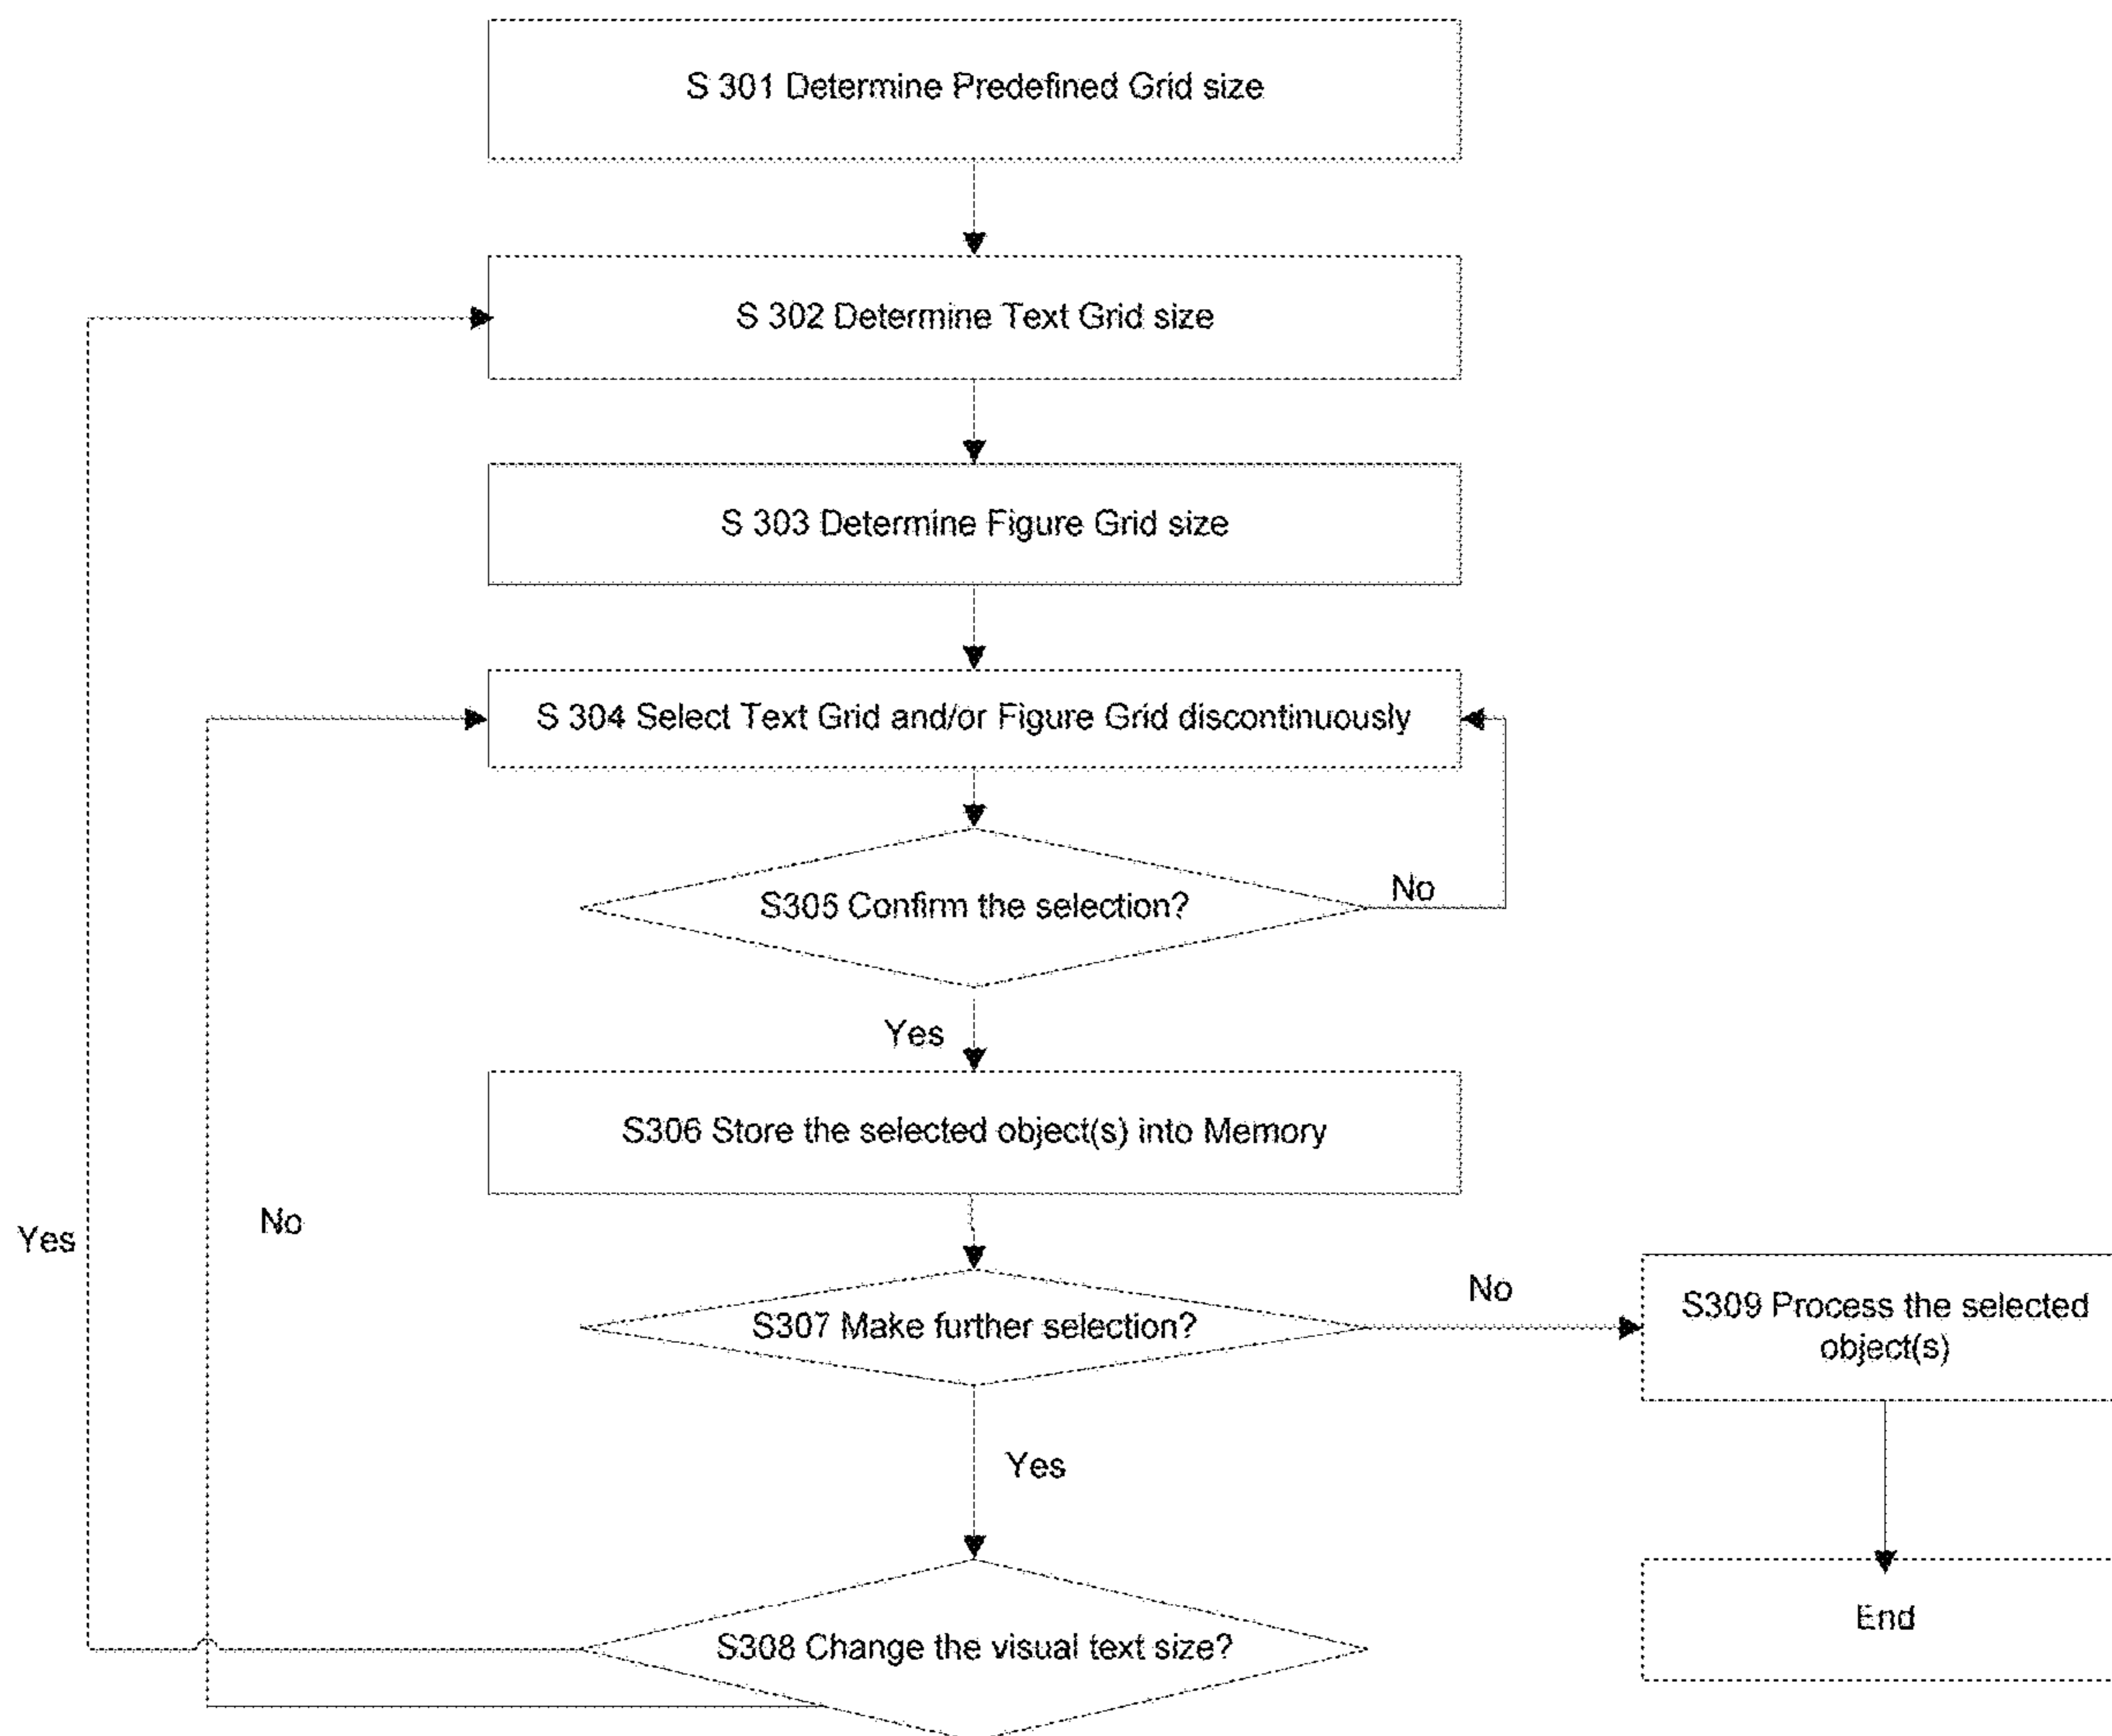 S 301 Determine Predefined Grid size
S 302 Determine Text Grid size
S 303 Determine Figure Grid size
S 304 Select Text Grid and/or Figure Grid discontinuously
S305 Confirm the selection?
No
Yes
S306 Store the selected object(s) into Memory
Yes
No
S307 Make further selection?
No
S309 Process the selected
object(s)
Yes
S308 Change the visual text size?
End